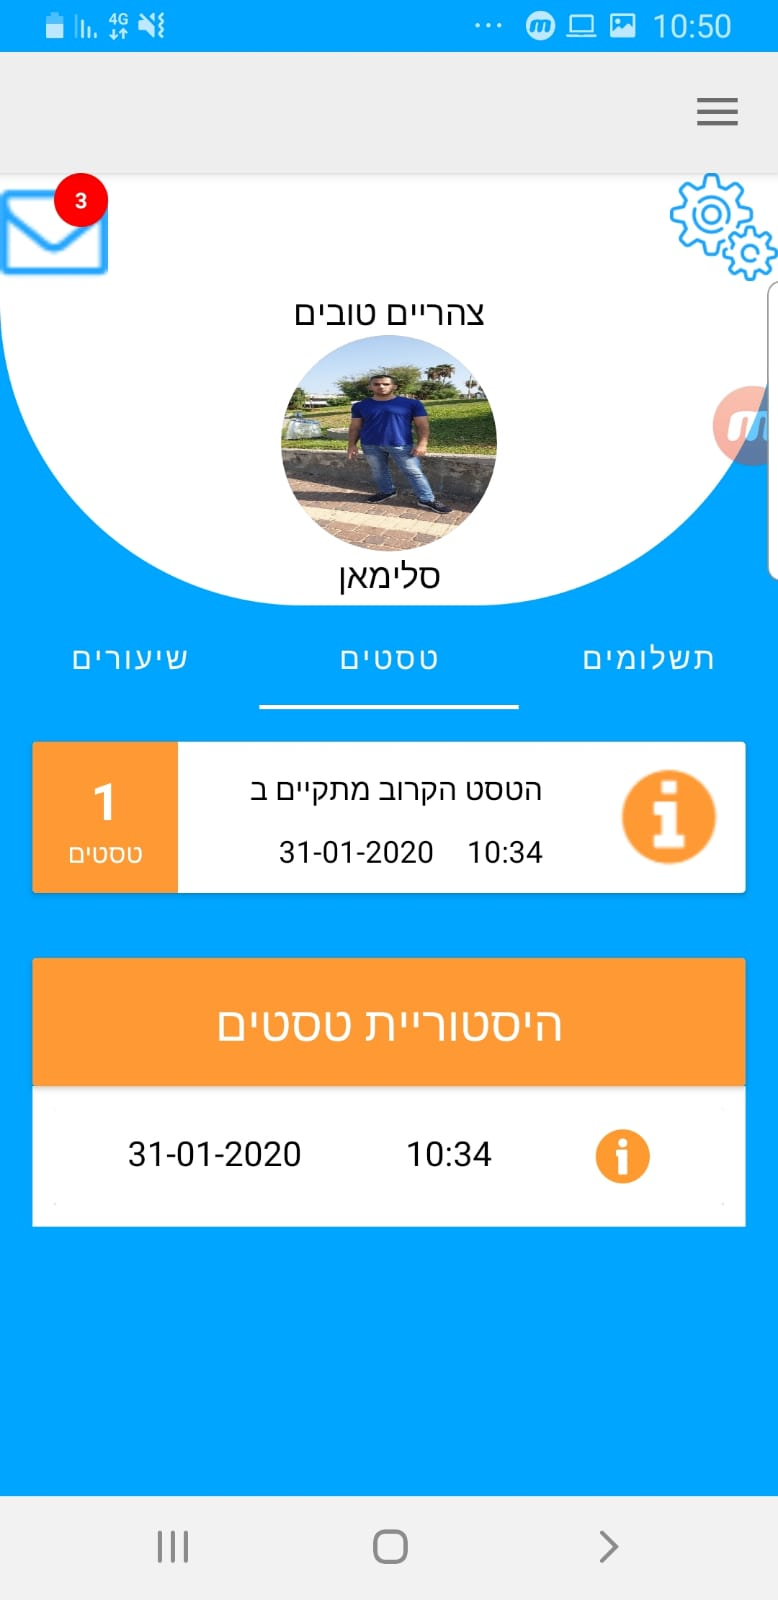 4G
10:50
3
צהריים טובים
סלימאן
תשלומים
טסטים
שיעורים
הטסט הקרוב מתקיים ב
10:34 31-01-2020
1
טסטים
היסטוריית טסטים
10:34 31-01-2020